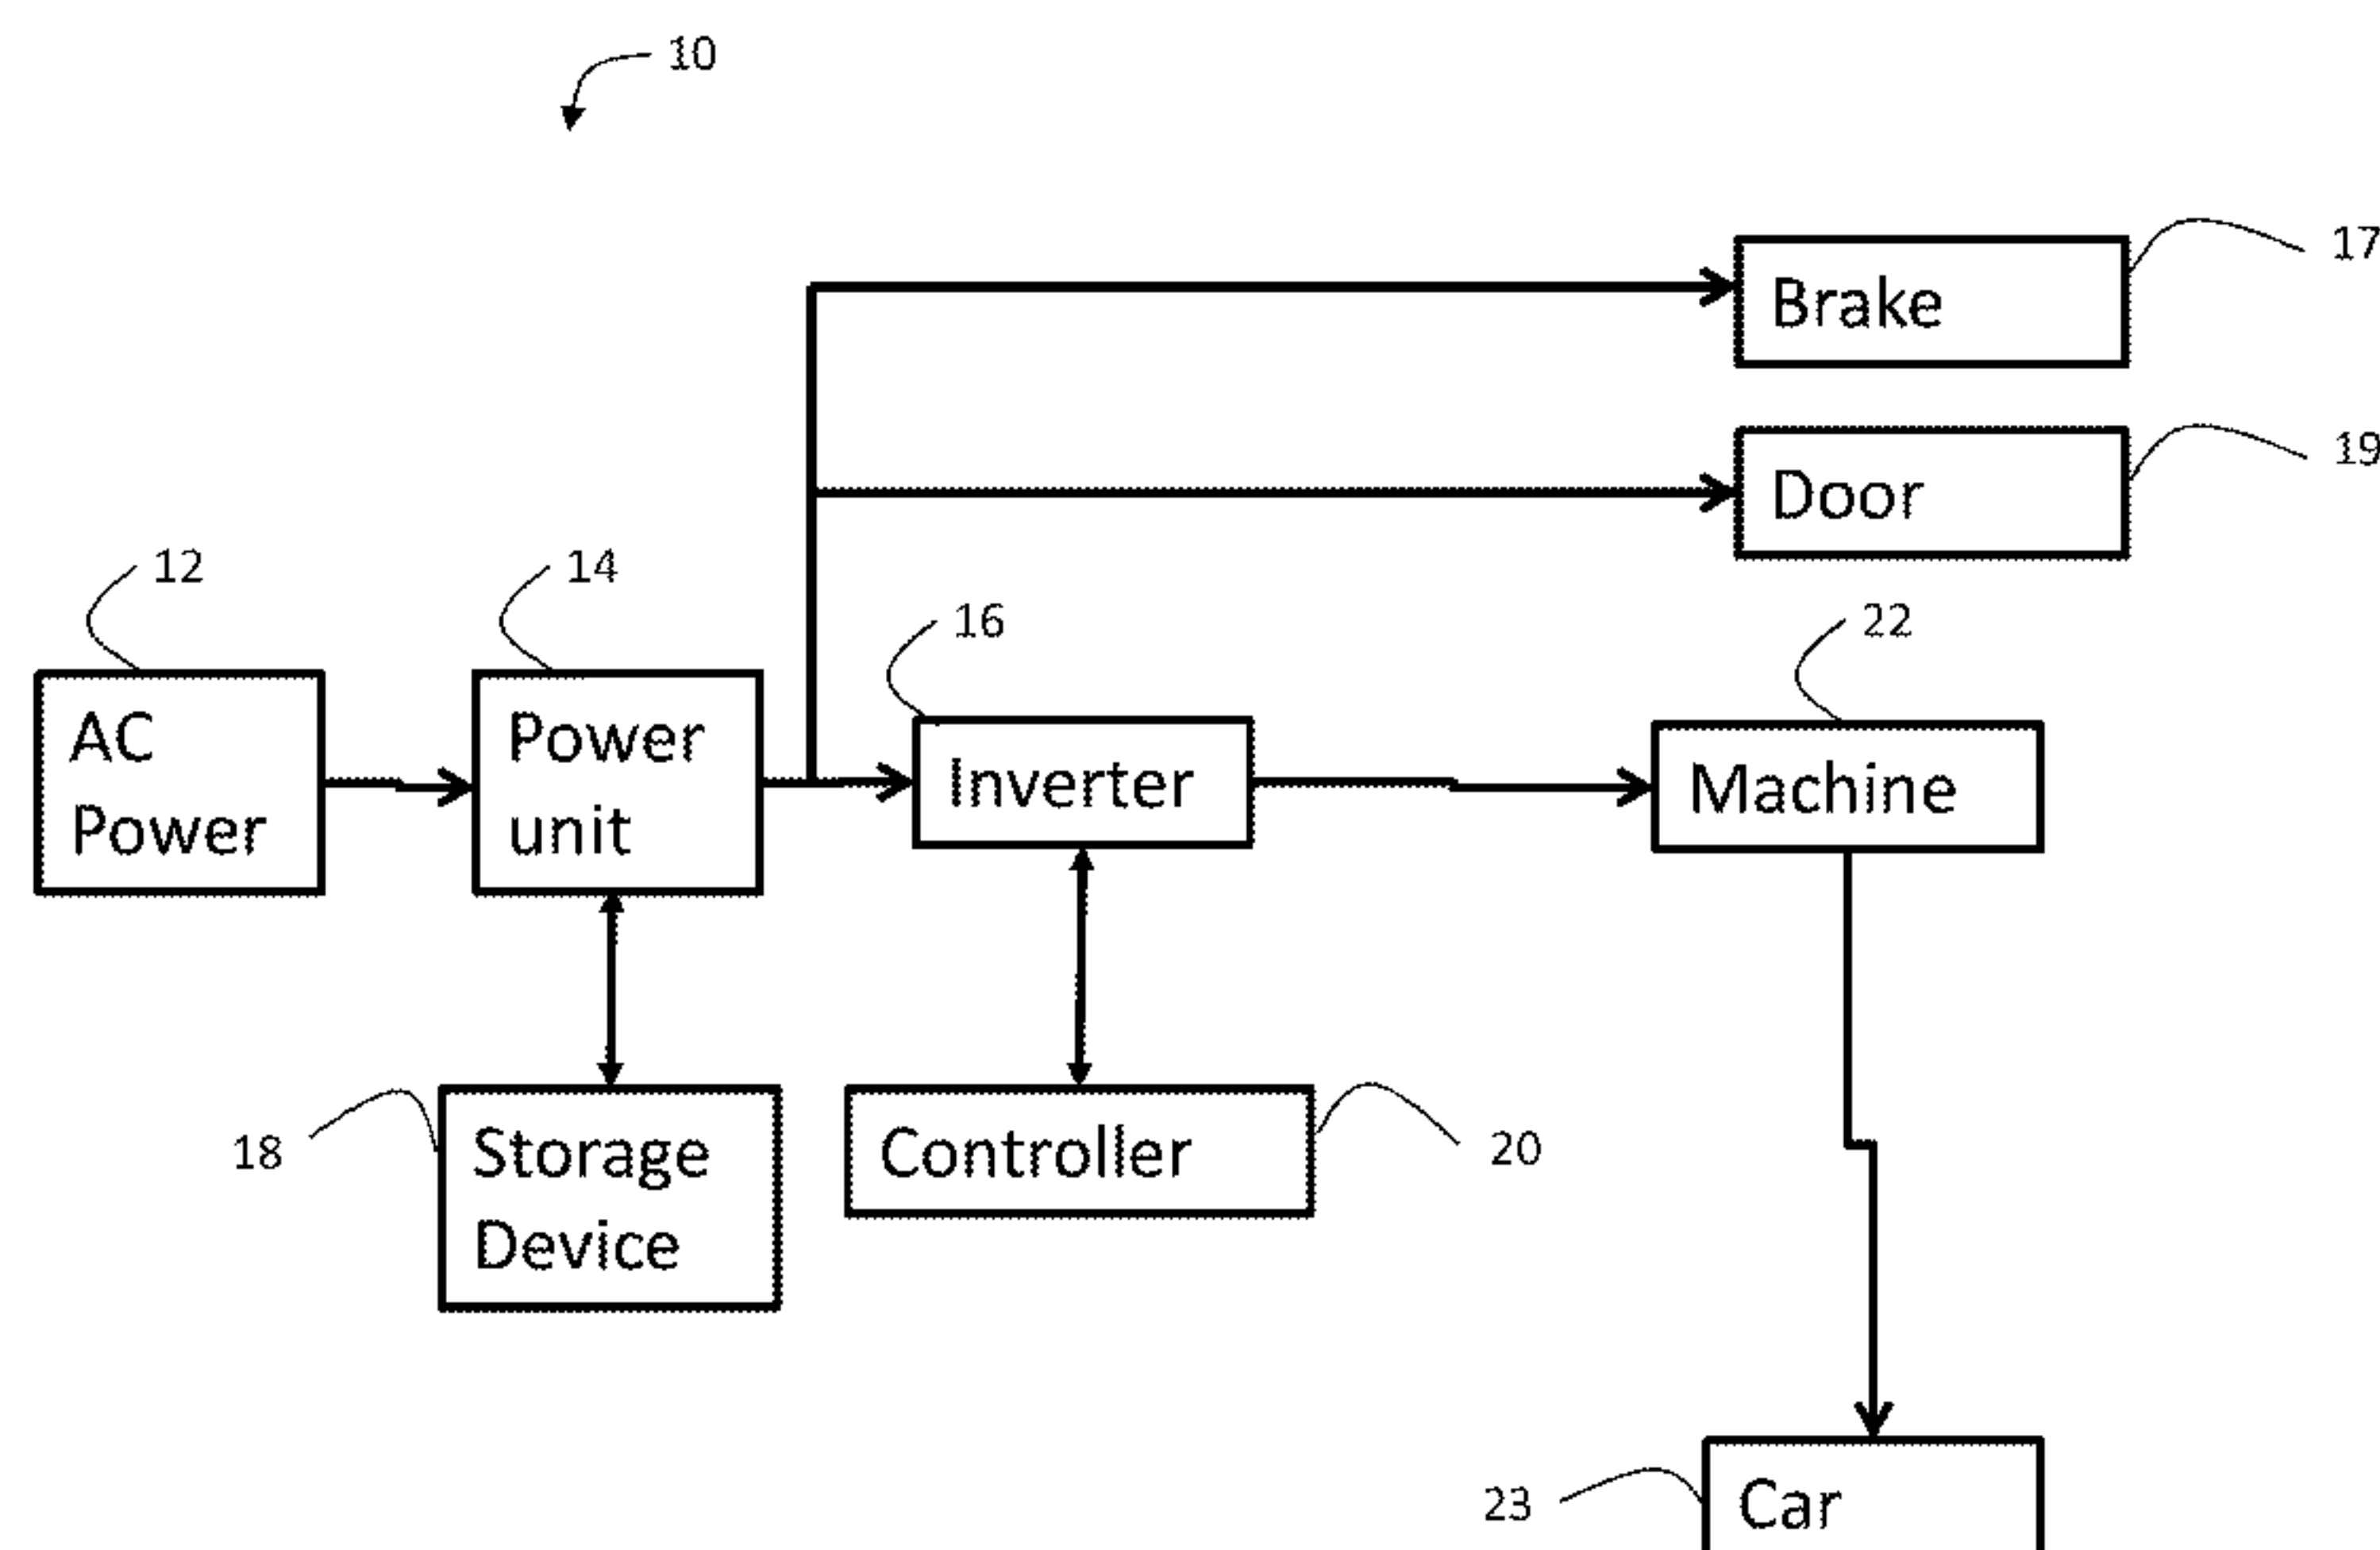 10
17
Brake
19
Door
12
14
16
22
AC
Power
Power
unit
Inverter
Machine
18
Storage
Device
Controller
20
23
Car